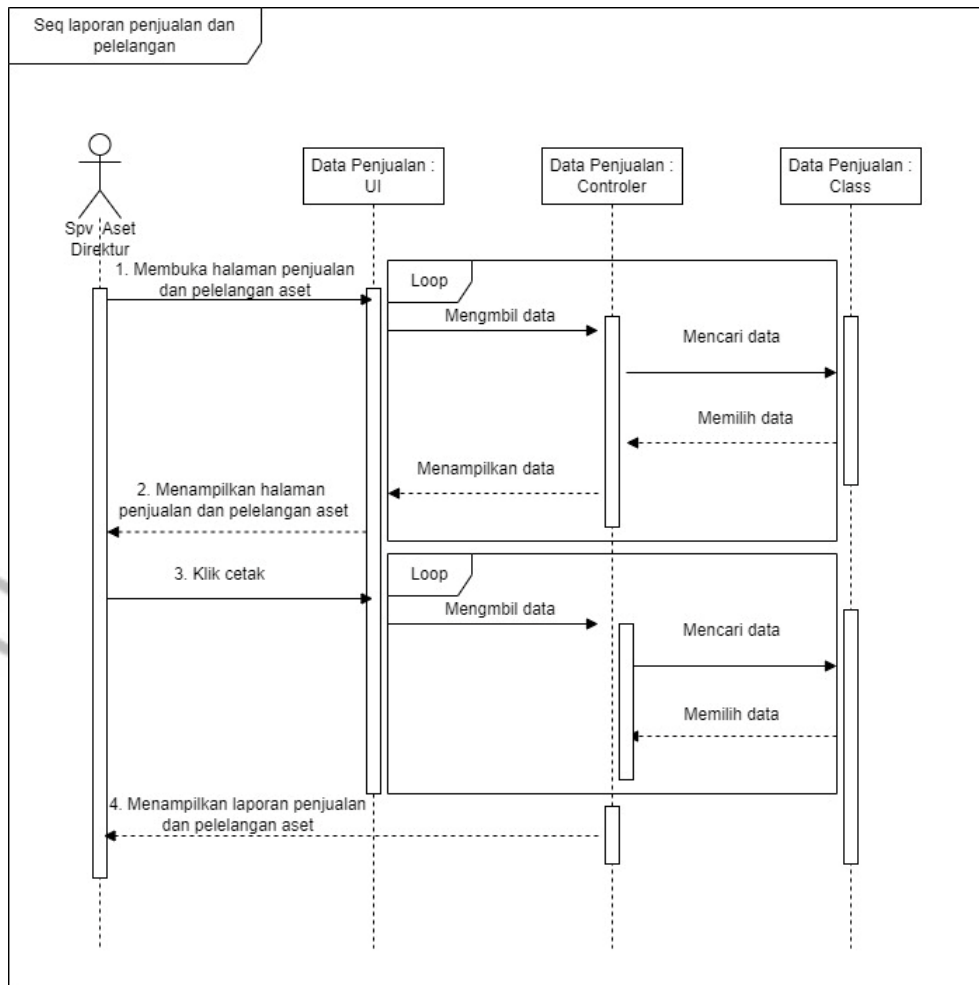 Seq laporan penjualan dan
pelelangan
Spv Aset
Direktur
Data Penjualan :
UI
Data Penjualan :
Controler
Data Penjualan :
Class
1. Membuka halaman penjualan
dan pelelangan aset
Loop
Mengmbil data
Mencari data
Memilih data
Menampilkan data
2. Menampilkan halaman
penjualan dan pelelangan aset
3. Klik cetak
Loop
Mengmbil data
Mencari data
Memilih data
4. Menampilkan laporan penjualan
dan pelelangan aset